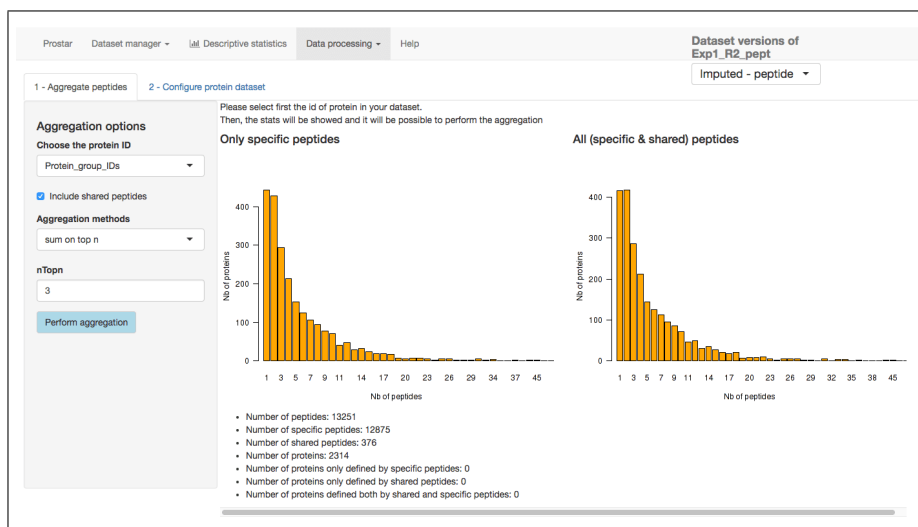 Prostar
Dataset manager
Descriptive statistics
Data processing
Help
Dataset versions of
Exp1_R2_pept
Imputed - peptide
1 - Aggregate peptides
2 - Configure protein dataset
Please select first the id of protein in your dataset.
Then, the stats will be showed and it will be possible to perform the aggregation
Aggregation options
Choose the protein ID
Protein_group_IDs
Include shared peptides
Aggregation methods
sum on top n
nTopn
3
Perform aggregation
Only specific peptides
Nb of proteins
400
300
200
100
0
1 3 5 7 9 11 14 17 20 23 26 29 34 37 45
Nb of peptides
All (specific & shared) peptides
Nb of proteins
400
300
200
100
0
1 3 5 7 9 11 14 17 20 23 26 29 32 35 38 45
Nb of peptides
• Number of peptides: 13251
• Number of specific peptides: 12875
• Number of shared peptides: 376
• Number of proteins: 2314
• Number of proteins only defined by specific peptides: 0
• Number of proteins only defined by shared peptides: 0
• Number of proteins defined both by shared and specific peptides: 0